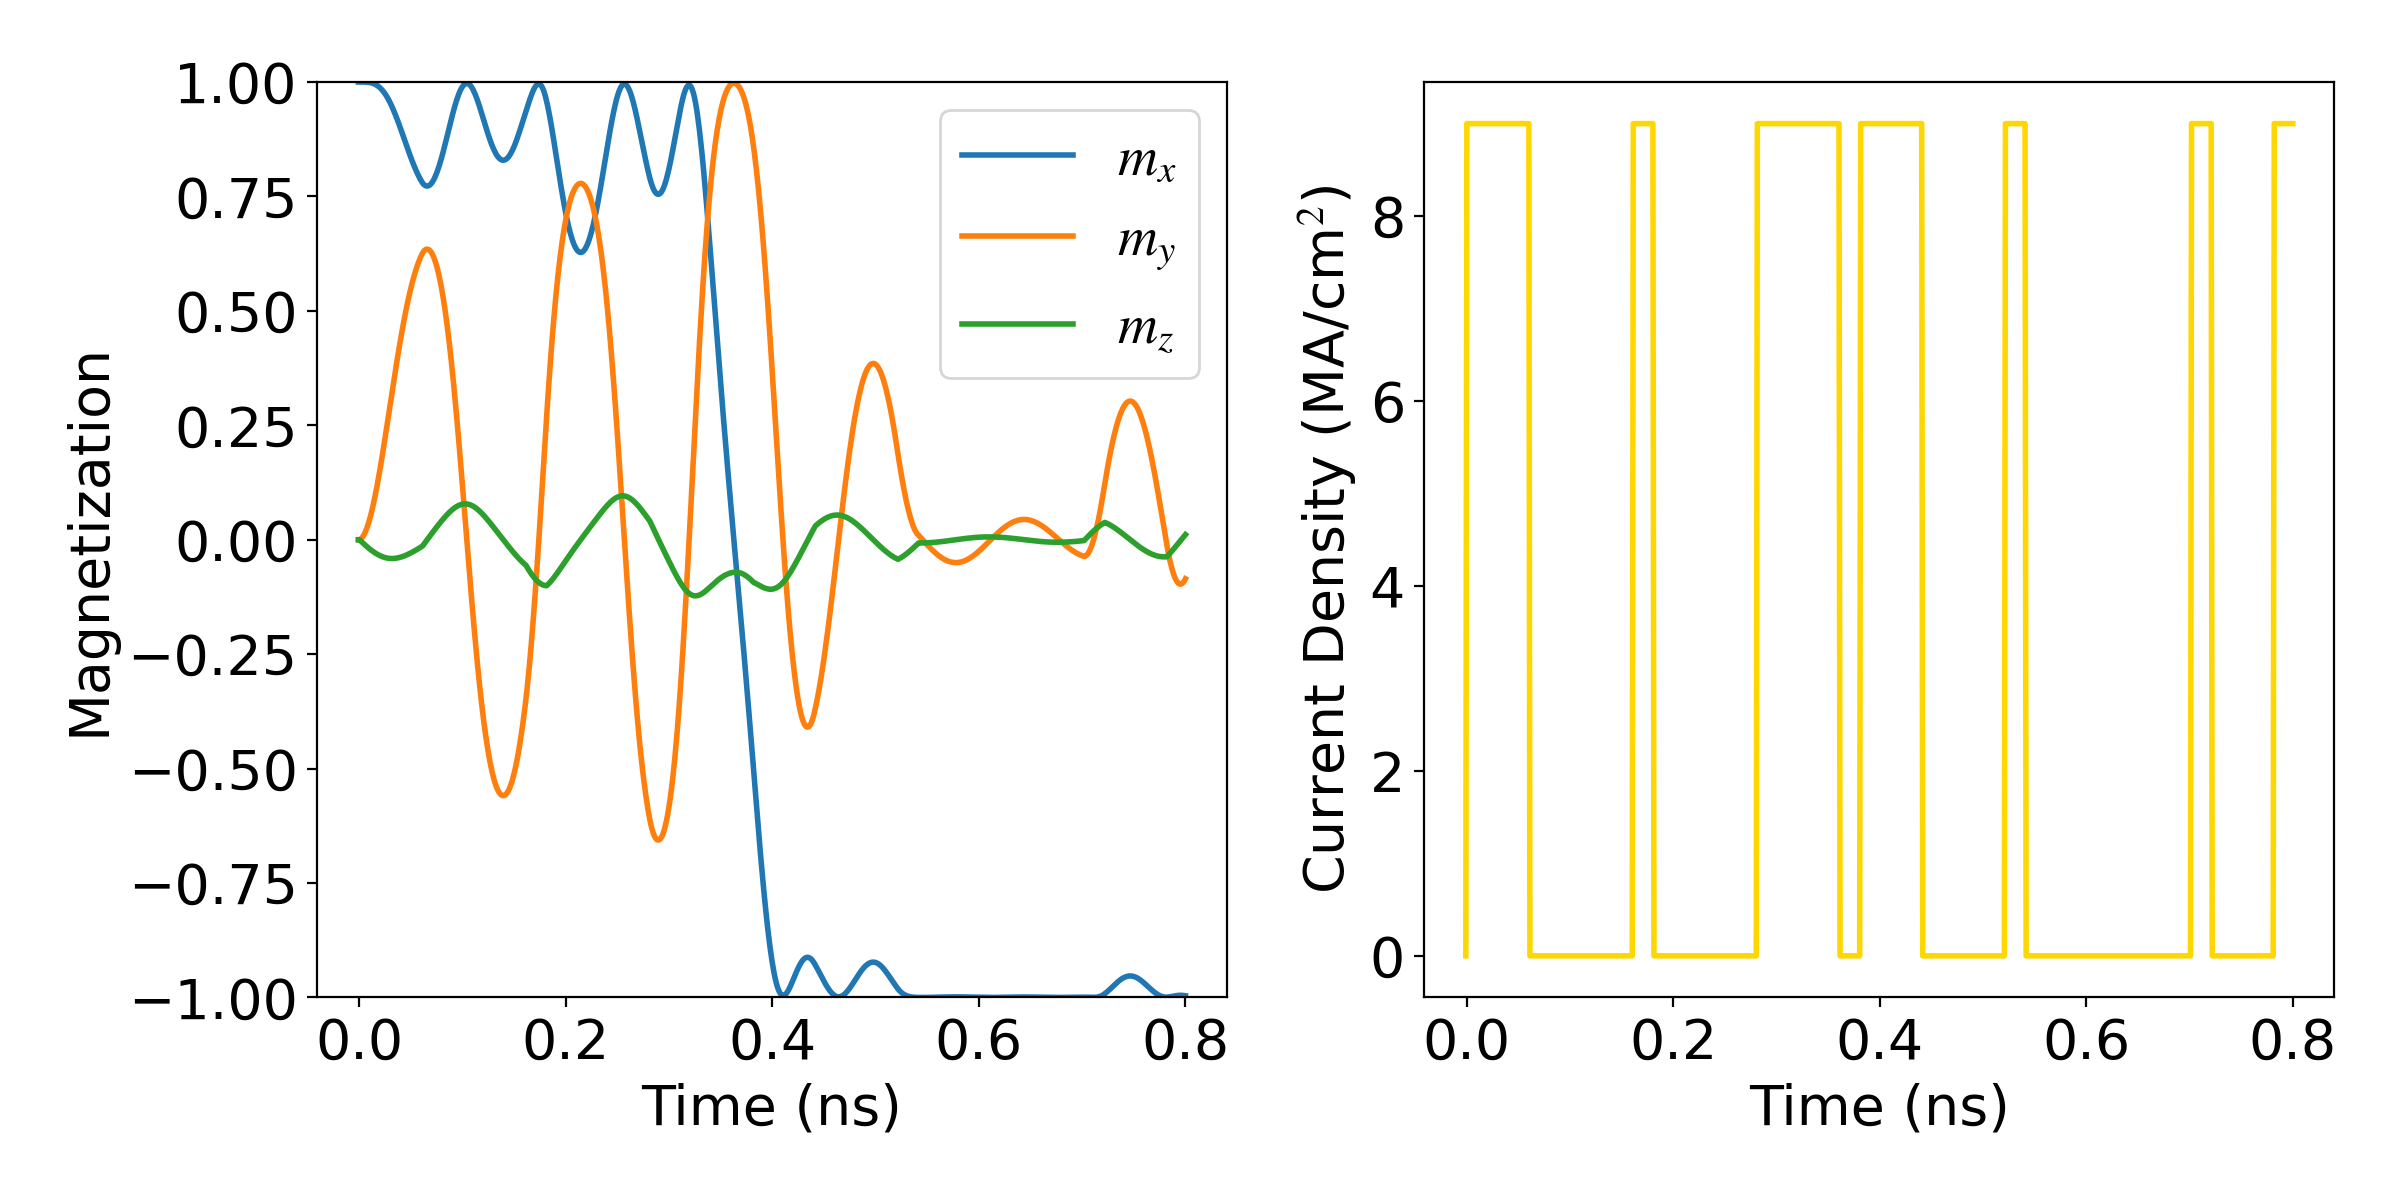 1.00
0.75
0.50
0.25
0.00
−0.25
−0.50
−0.75
−1.00
Magnetization
0.0 0.2 0.4 0.6 0.8
Time (ns)
mₓ
m_y
m_z
8
6
4
2
0
Current Density (MA/cm²)
0.0 0.2 0.4 0.6 0.8
Time (ns)